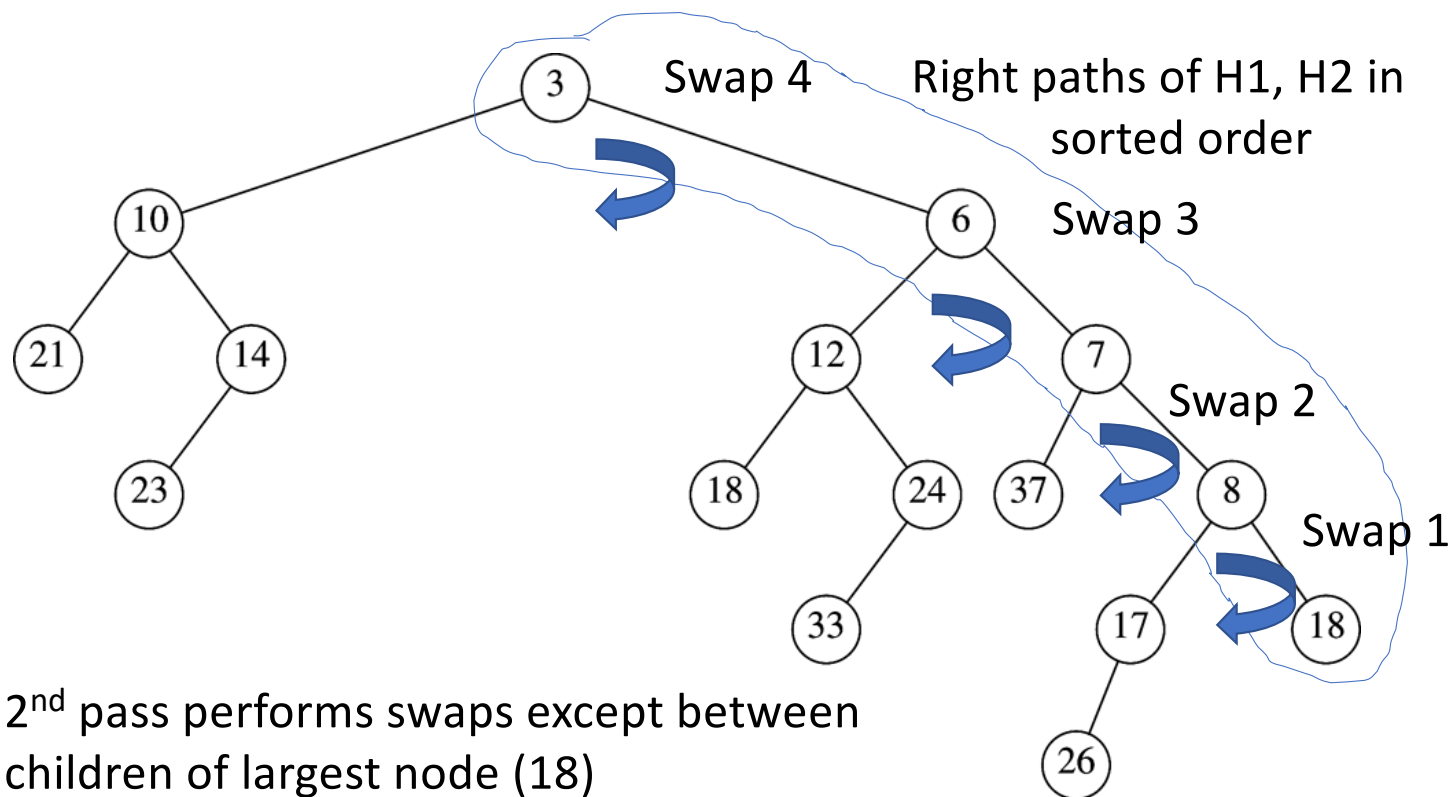 3
Swap 4
Right paths of H1, H2 in
sorted order
10
6
Swap 3
21
14
12
7
Swap 2
23
18
24
37
8
Swap 1
33
17
18
2nd pass performs swaps except between
children of largest node (18)
26